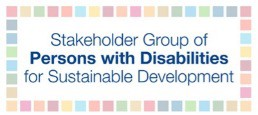 Stakeholder Group of
Persons with Disabilities
for Sustainable Development